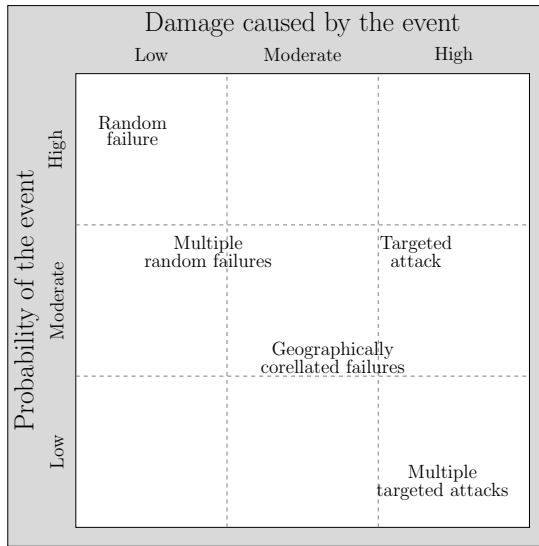 Damage caused by the event
Low Moderate High
Probability of the event
High
Moderate
Low
Random
failure
Multiple
random failures
Targeted
attack
Geographically
corellated failures
Multiple
targeted attacks